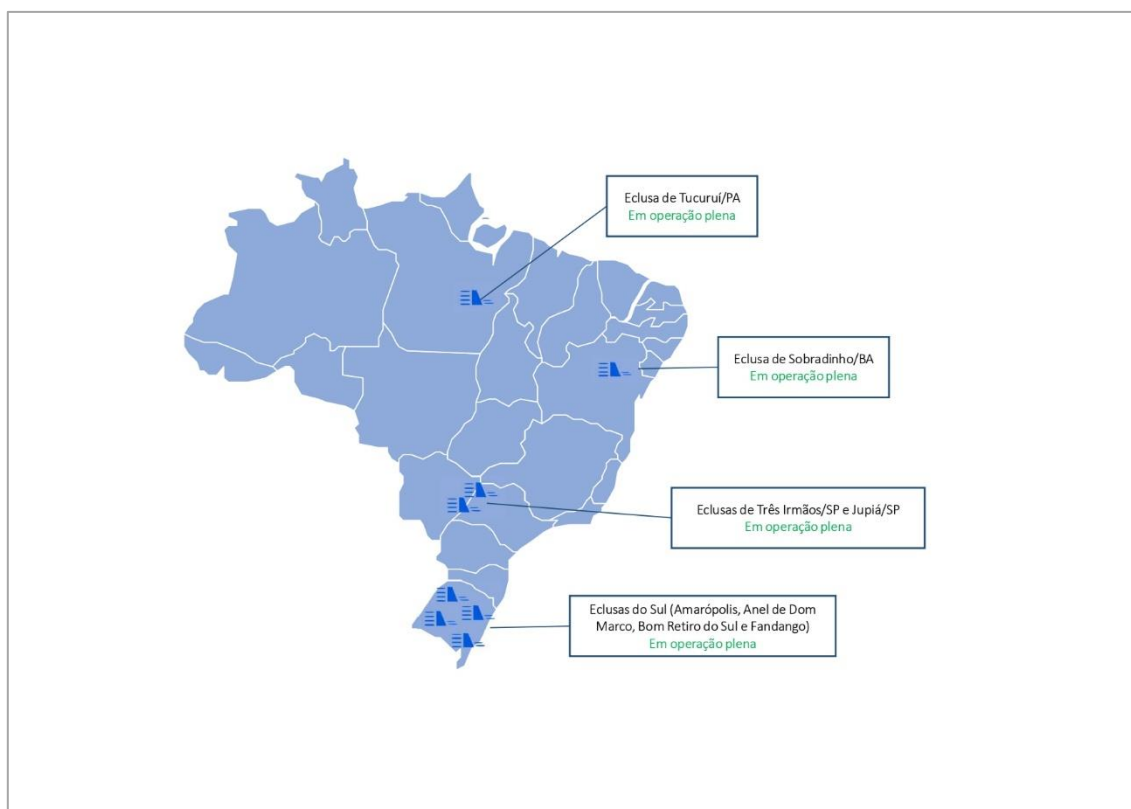 Eclusa de Tucuruí/PA
Em operação plena
Eclusa de Sobradinho/BA
Em operação plena
Eclusas de Três Irmãos/SP e Jupiá/SP
Em operação plena
Eclusas do Sul (Amarópolis, Anel de Dom
Marco, Bom Retiro do Sul e Fandango)
Em operação plena